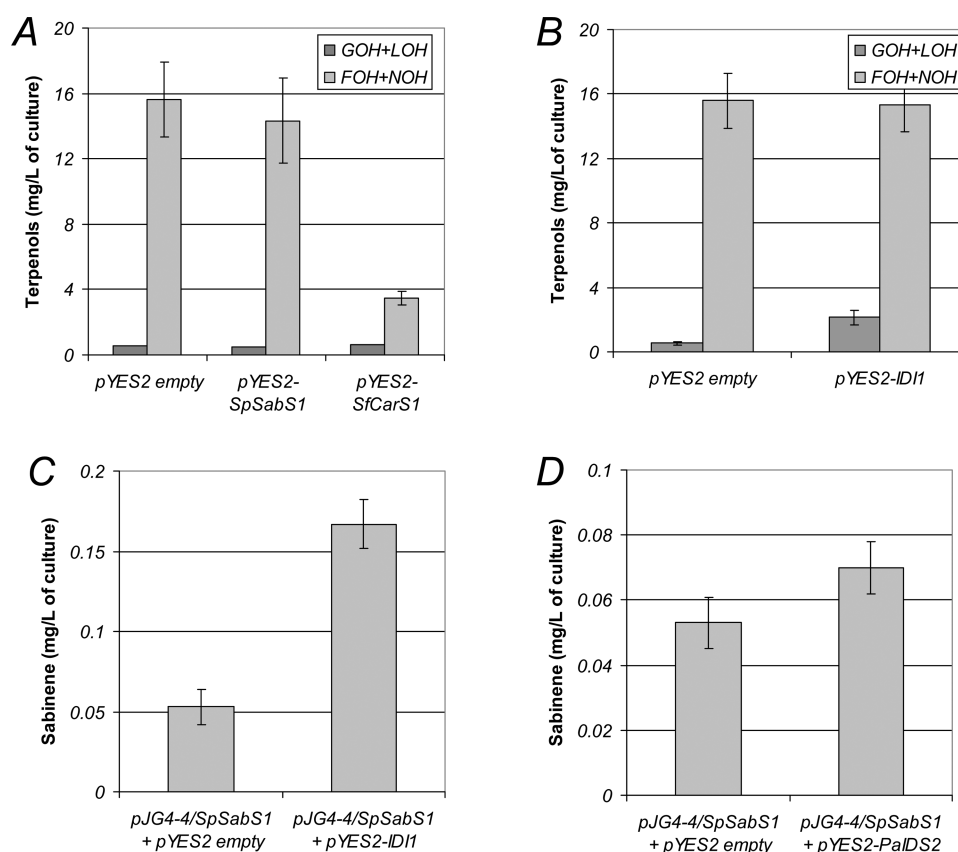 A
Terpenols (mg/L of culture)
20
16
12
8
4
0
GOH+LOH
FOH+NOH
pYES2 empty
pYES2-
SpSabS1
pYES2-
SfCarS1
B
Terpenols (mg/Lof culture)
20
16
12
8
4
0
GOH+LOH
FOH+NOH
pYES2 empty
pYES2-IDI1
C
Sabinene (mg/L of culture)
0.2
0.15
0.1
0.05
0
pJG4-4/SpSabS1
+ pYES2 empty
pJG4-4/SpSabS1
+ pYES2-IDI1
D
Sabinene (mg/L of culture)
0.1
0.08
0.06
0.04
0.02
0
pJG4-4/SpSabS1
+ pYES2 empty
pJG4-4/SpSabS1
+ pYES2-PaIDS2